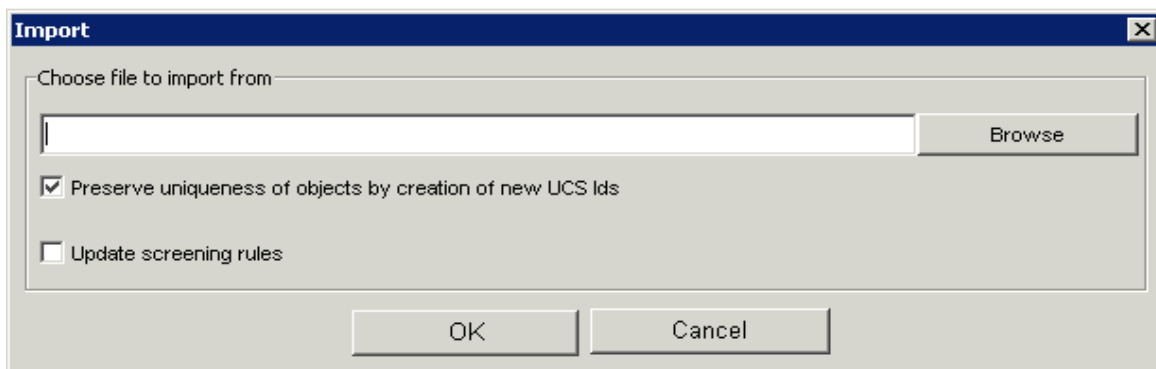 Import
Choose file to import from
Browse
Preserve uniqueness of objects by creation of new UCS Ids
Update screening rules
OK Cancel